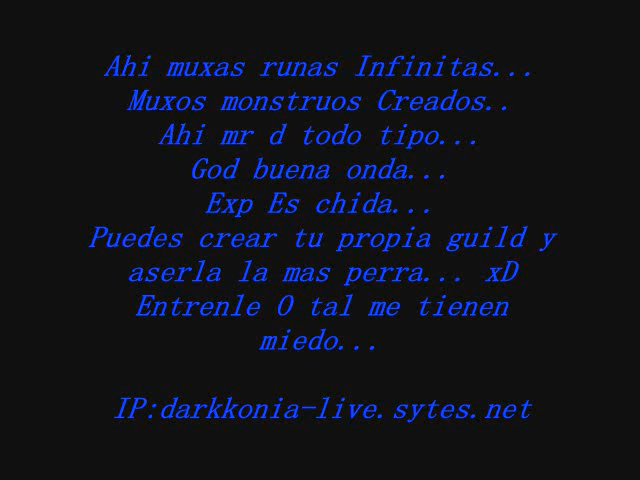 Ahi muxas runas Infinitas...
Muxos monstruos Creados..
Ahi mr d todo tipo...
God buena onda...
Exp Es chida...
Puedes crear tu propia guild y
aserla la mas perra... xD
Entrenle O tal me tienen
miedo...
IP:darkkonia-live.sytes.net